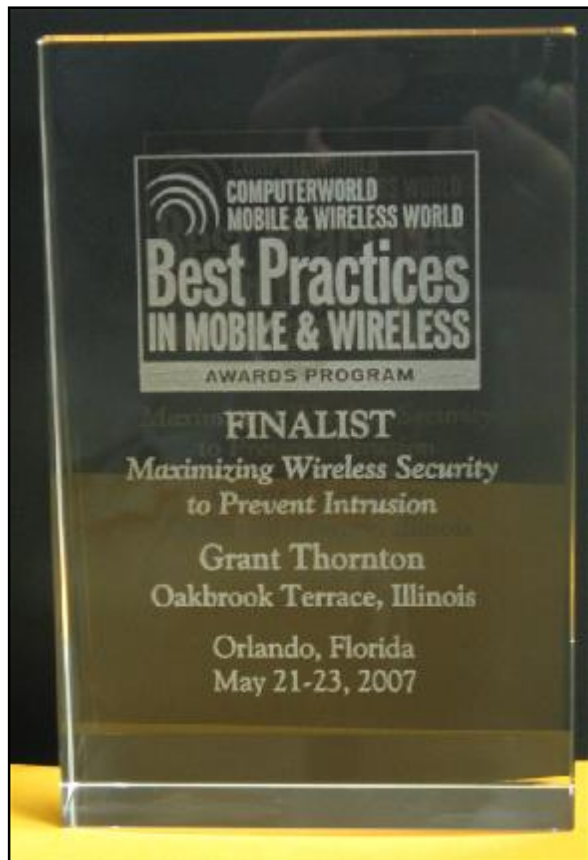 COMPUTERWORLD
MOBILE & WIRELESS WORLD
Best Practices
IN MOBILE & WIRELESS
AWARDS PROGRAM
FINALIST
Maximizing Wireless Security
to Prevent Intrusion
Grant Thornton
Oakbrook Terrace, Illinois
Orlando, Florida
May 21-23, 2007